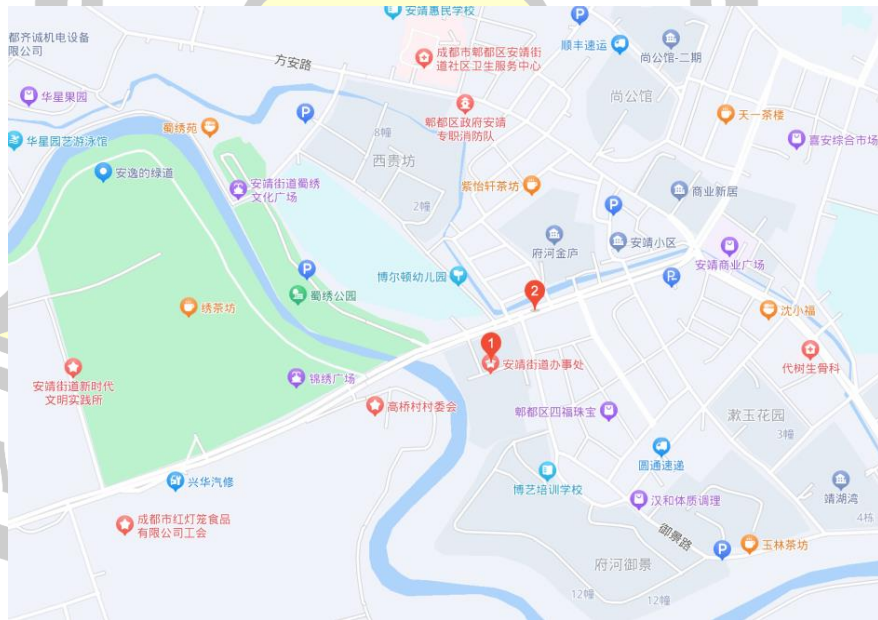 安靖惠民学校
都齐诚机电设备
限公司
成都市郫都区安靖街
道社区卫生服务中心
顺丰速运
尚公馆-二期
方安路
尚公馆
华星果园
郫都区政府安靖
专职消防队
天一茶楼
蜀绣苑
8幢
华星园艺游泳馆
喜安综合市场
西贵坊
安逸的绿道
安靖街道蜀绣
文化广场
紫怡轩茶坊
商业新居
2幢
P
安靖小区
府河金庐
安靖商业广场
博尔顿幼儿园
蜀绣公园
2
绣茶坊
沈小福
1
安靖街道办事处
代树生骨科
安靖街道新时代
文明实践所
锦绣广场
高桥村村委会
郫都区四福珠宝
漱玉花园
3幢
圆通速递
兴华汽修
博艺培训学校
靖湖湾
汉和体质调理
4栋
成都市红灯笼食品
有限公司工会
御景路
玉林茶坊
府河御景
12幢
12幢